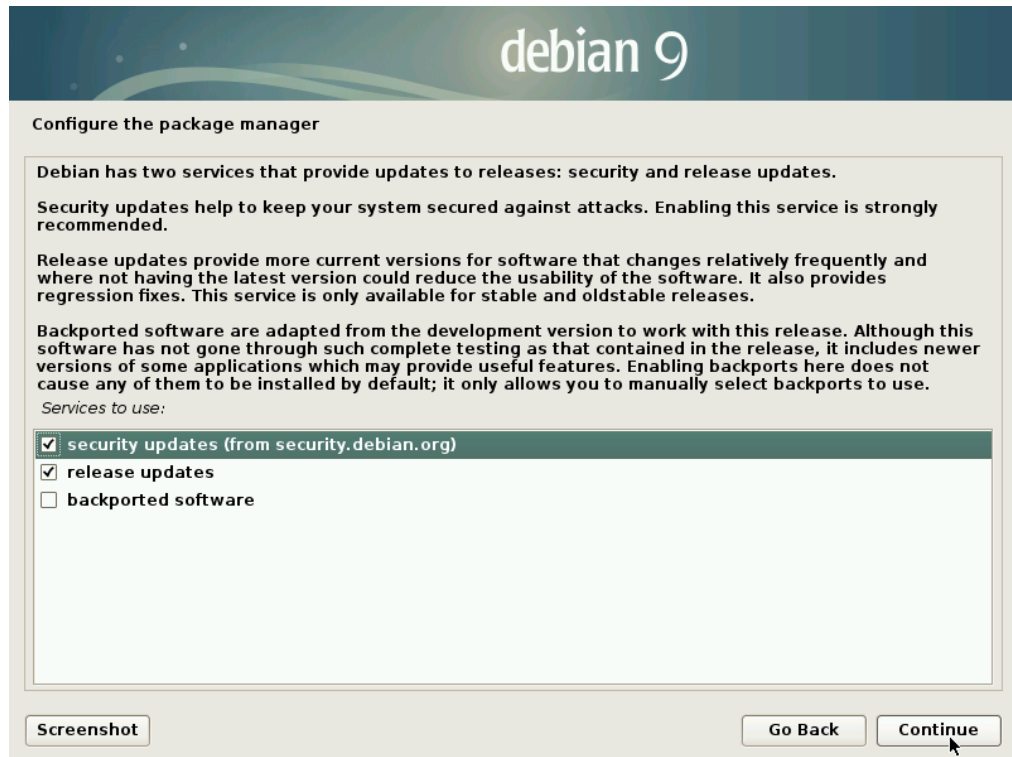 debian 9
Configure the package manager
Debian has two services that provide updates to releases: security and release updates.
Security updates help to keep your system secured against attacks. Enabling this service is strongly
recommended.
Release updates provide more current versions for software that changes relatively frequently and
where not having the latest version could reduce the usability of the software. It also provides
regression fixes. This service is only available for stable and oldstable releases.
Backported software are adapted from the development version to work with this release. Although this
software has not gone through such complete testing as that contained in the release, it includes newer
versions of some applications which may provide useful features. Enabling backports here does not
cause any of them to be installed by default; it only allows you to manually select backports to use.
Services to use:
security updates (from security.debian.org)
release updates
backported software
Screenshot
Go Back
Continue